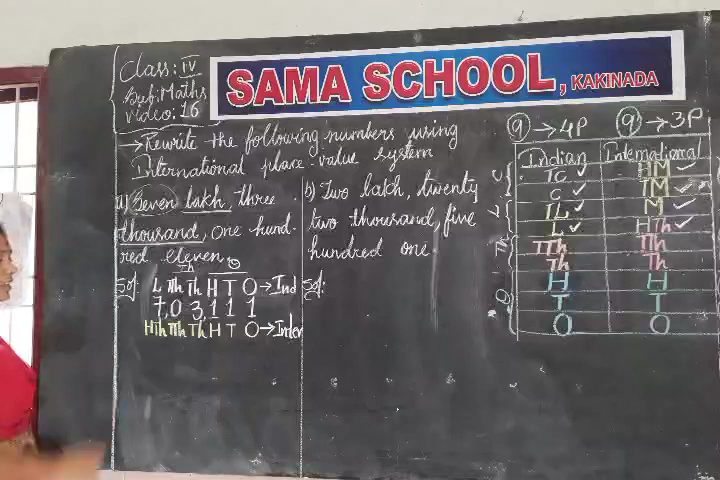 Class: IV
Sub: Maths
Video: 16
SAMA SCHOOL, KAKINADA
→ Rewrite the following numbers using
International place-value system
a) Seven lakh, three
thousand, one hund-
red eleven.
Th O
Sol: L TTh Th H T O → Ind
7,0 3,1 1 1
HTh TTh Th H T O → Inter
b) Two lakh, twenty
two thousand, five
hundred one.
Sol:
9 → 4P 9 → 3P
Indian International
C TC ✓ HM ✓
C ✓ TM ✓
L TL ✓ M ✓
L ✓ HTh ✓
Th TTh TTh
Th Th
O H H
T T
O O